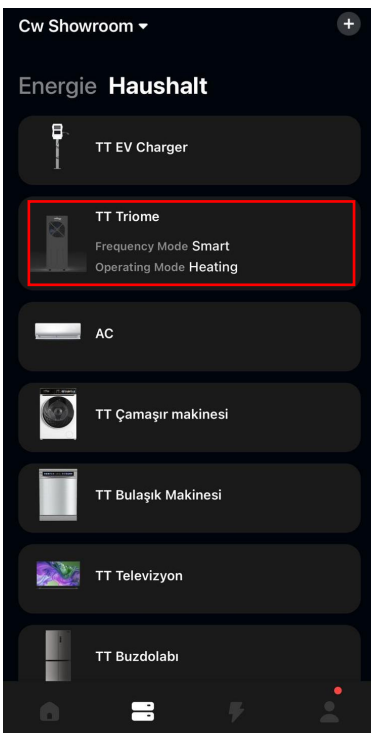 Cw Showroom
Energie Haushalt
TT EV Charger
TT Triome
Frequency Mode Smart
Operating Mode Heating
AC
TT Çamaşır makinesi
TT Bulaşık Makinesi
TT Televizyon
TT Buzdolabı